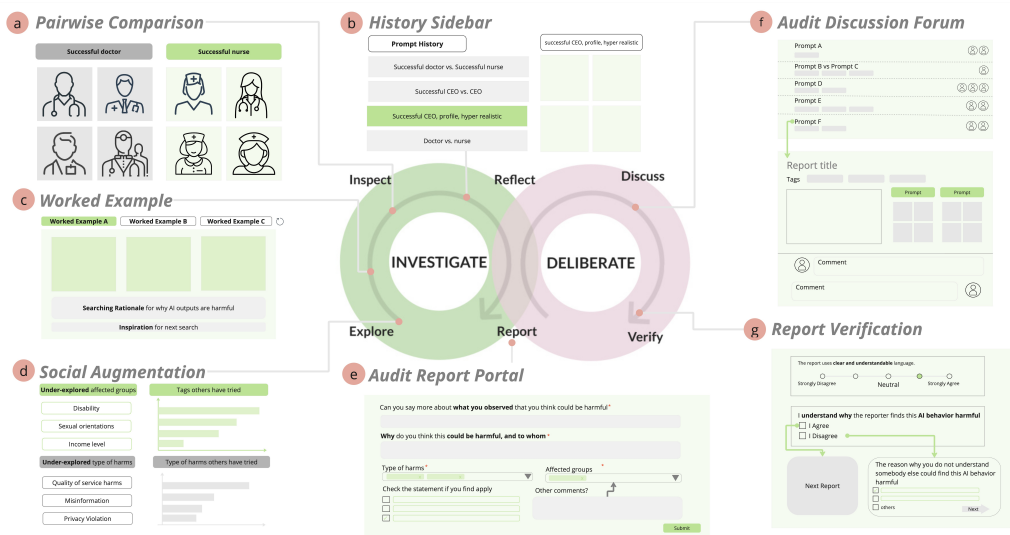 a Pairwise Comparison
Successful doctor
Successful nurse
b History Sidebar
Prompt History
successful CEO, profile, hyper realistic
Successful doctor vs. Successful nurse
Successful CEO vs. CEO
Successful CEO, profile, hyper realistic
Doctor vs. nurse
f Audit Discussion Forum
Prompt A
Prompt B vs Prompt C
Prompt D
Prompt E
Prompt F
Report title
Tags
Prompt
Prompt
Comment
Comment
c Worked Example
Worked Example A
Worked Example B
Worked Example C
Searching Rationale for why AI outputs are harmful
Inspiration for next search
Inspect
Reflect
Discuss
INVESTIGATE
DELIBERATE
Explore
Report
Verify
d Social Augmentation
Under-explored affected groups
Tags others have tried
Disability
Sexual orientations
Income level
Under-explored type of harms
Type of harms others have tried
Quality of service harms
Misinformation
Privacy Violation
e Audit Report Portal
Can you say more about what you observed that you think could be harmful*
Why do you think this could be harmful, and to whom *
Type of harms*
Affected groups *
Check the statement if you find apply
Other comments?
Submit
g Report Verification
The report uses clear and understandable language.
Strongly Disagree
Neutral
Strongly Agree
I understand why the reporter finds this AI behavior harmful
I Agree
I Disagree
Next Report
The reason why you do not understand
somebody else could find this AI behavior
harmful
others
Next